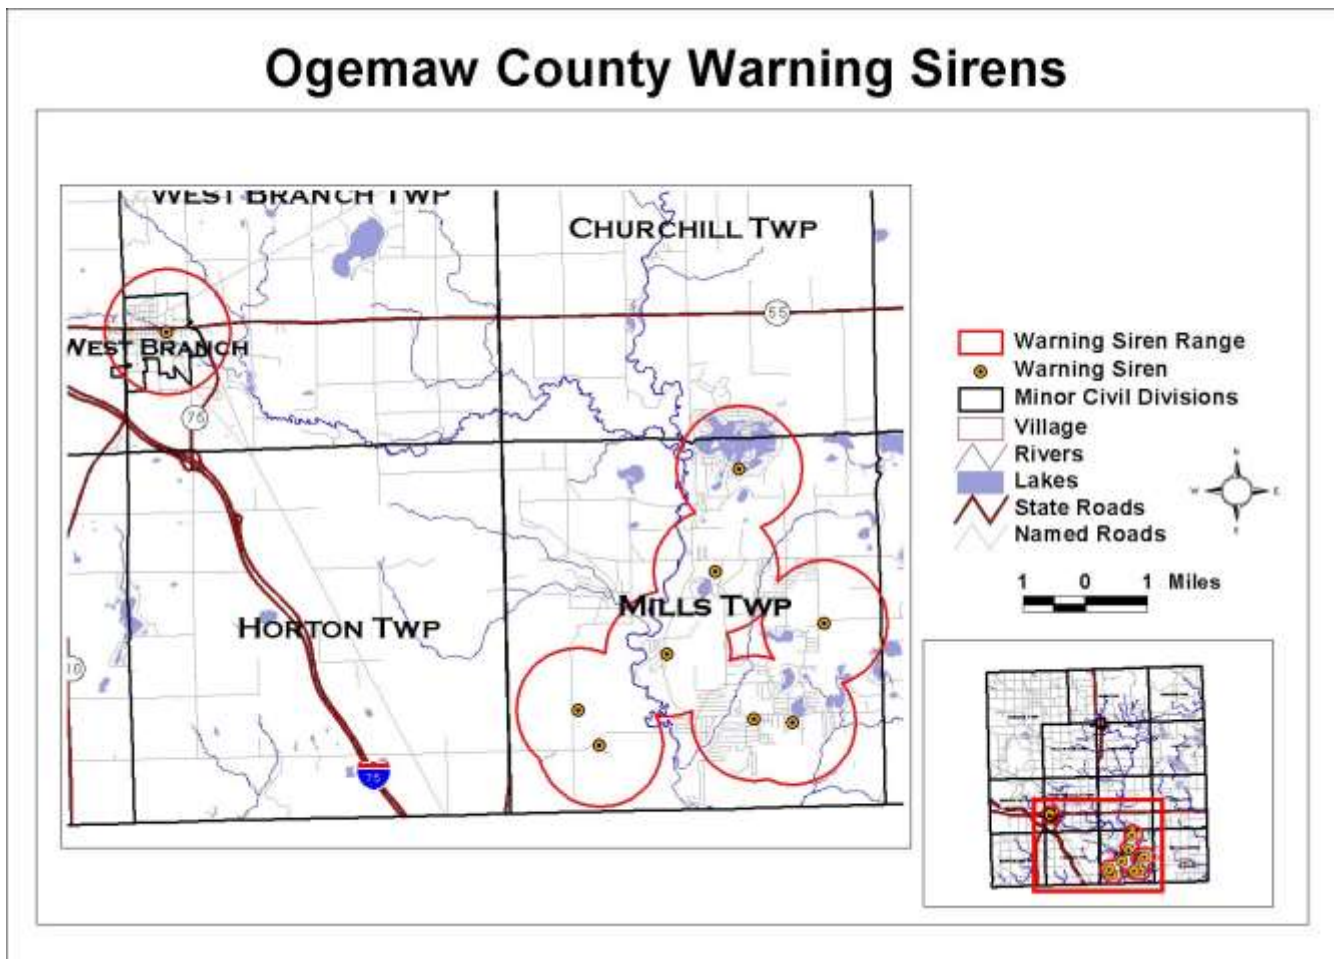 Ogemaw County Warning Sirens
WEST BRANCH TWP
CHURCHILL TWP
55
WEST BRANCH
76
HORTON TWP
MILLS TWP
75
Warning Siren Range
Warning Siren
Minor Civil Divisions
Village
Rivers
Lakes
State Roads
Named Roads
N
W E
1 0 1 Miles